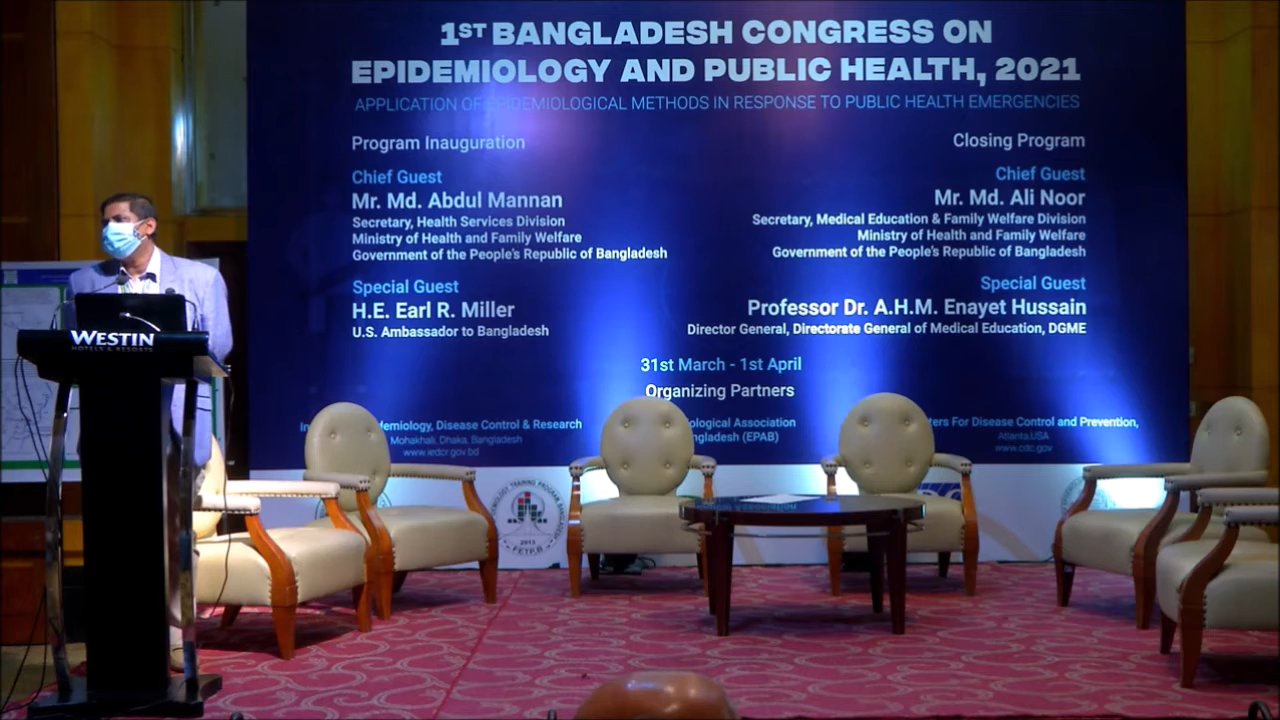 1ST BANGLADESH CONGRESS ON
EPIDEMIOLOGY AND PUBLIC HEALTH, 2021
APPLICATION OF EPIDEMIOLOGICAL METHODS IN RESPONSE TO PUBLIC HEALTH EMERGENCIES
Program Inauguration
Chief Guest
Mr. Md. Abdul Mannan
Secretary, Health Services Division
Ministry of Health and Family Welfare
Government of the People's Republic of Bangladesh
Special Guest
H.E. Earl R. Miller
U.S. Ambassador to Bangladesh
Closing Program
Chief Guest
Mr. Md. Ali Noor
Secretary, Medical Education & Family Welfare Division
Ministry of Health and Family Welfare
Government of the People's Republic of Bangladesh
Special Guest
Professor Dr. A.H.M. Enayet Hussain
Director General, Directorate General of Medical Education, DGME
31st March - 1st April
Organizing Partners
Disease Control & Research
Mohakhali, Dhaka, Bangladesh
www.iedcr.gov.bd
Association
(EPAB)
For Disease Control and Prevention,
Atlanta,USA
www.cdc.gov
WESTIN
HOTELS & RESORTS
TRAINING PROGRAM BANGLADESH
2013
FETP,B